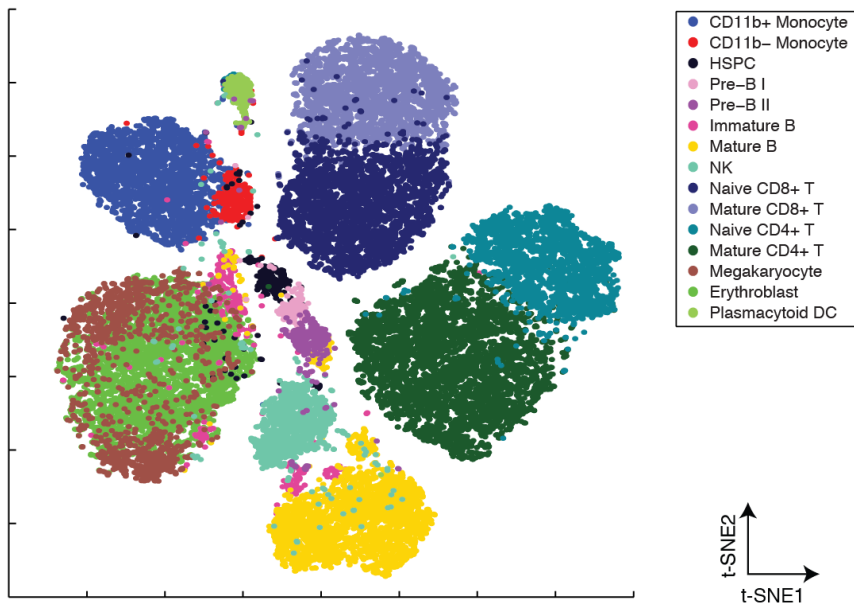 CD11b+ Monocyte
CD11b− Monocyte
HSPC
Pre−B I
Pre−B II
Immature B
Mature B
NK
Naive CD8+ T
Mature CD8+ T
Naive CD4+ T
Mature CD4+ T
Megakaryocyte
Erythroblast
Plasmacytoid DC
t-SNE2
t-SNE1